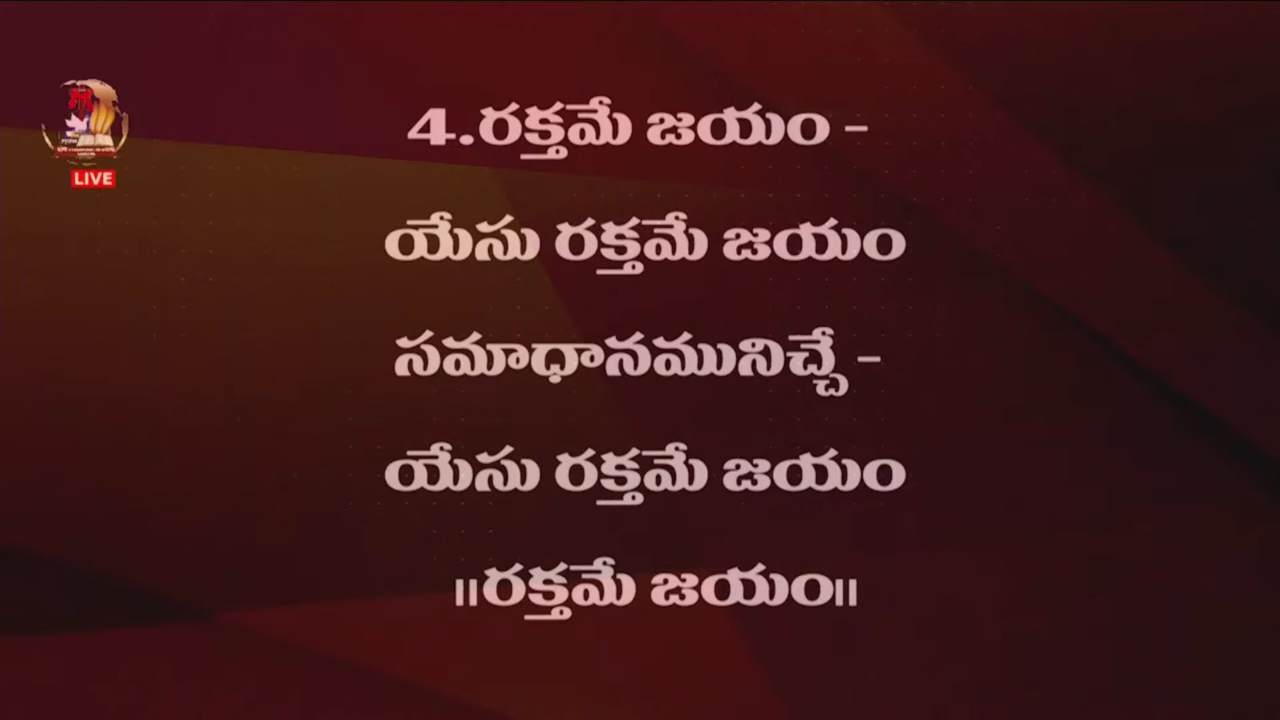 LIVE
4.రక్తమే జయం -
యేసు రక్తమే జయం
సమాధానమునిచ్చే -
యేసు రక్తమే జయం
॥రక్తమే జయం॥